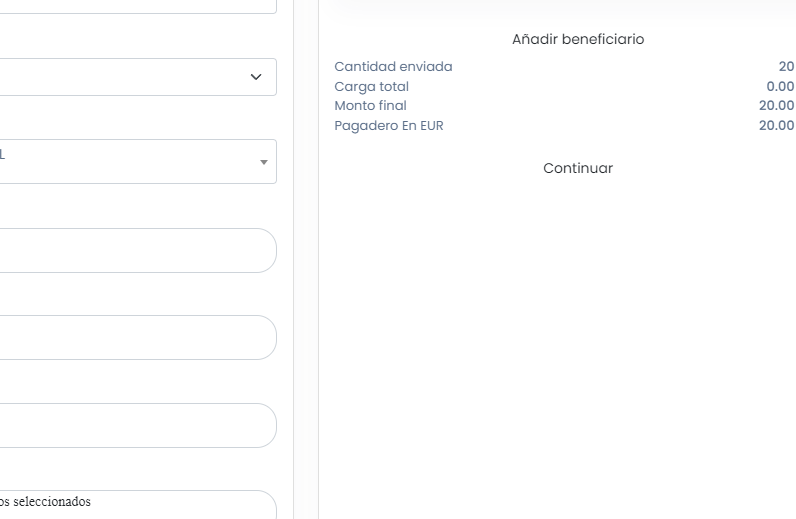 Añadir beneficiario
Cantidad enviada 20
Carga total 0.00
Monto final 20.00
Pagadero En EUR 20.00
Continuar
L
os seleccionados